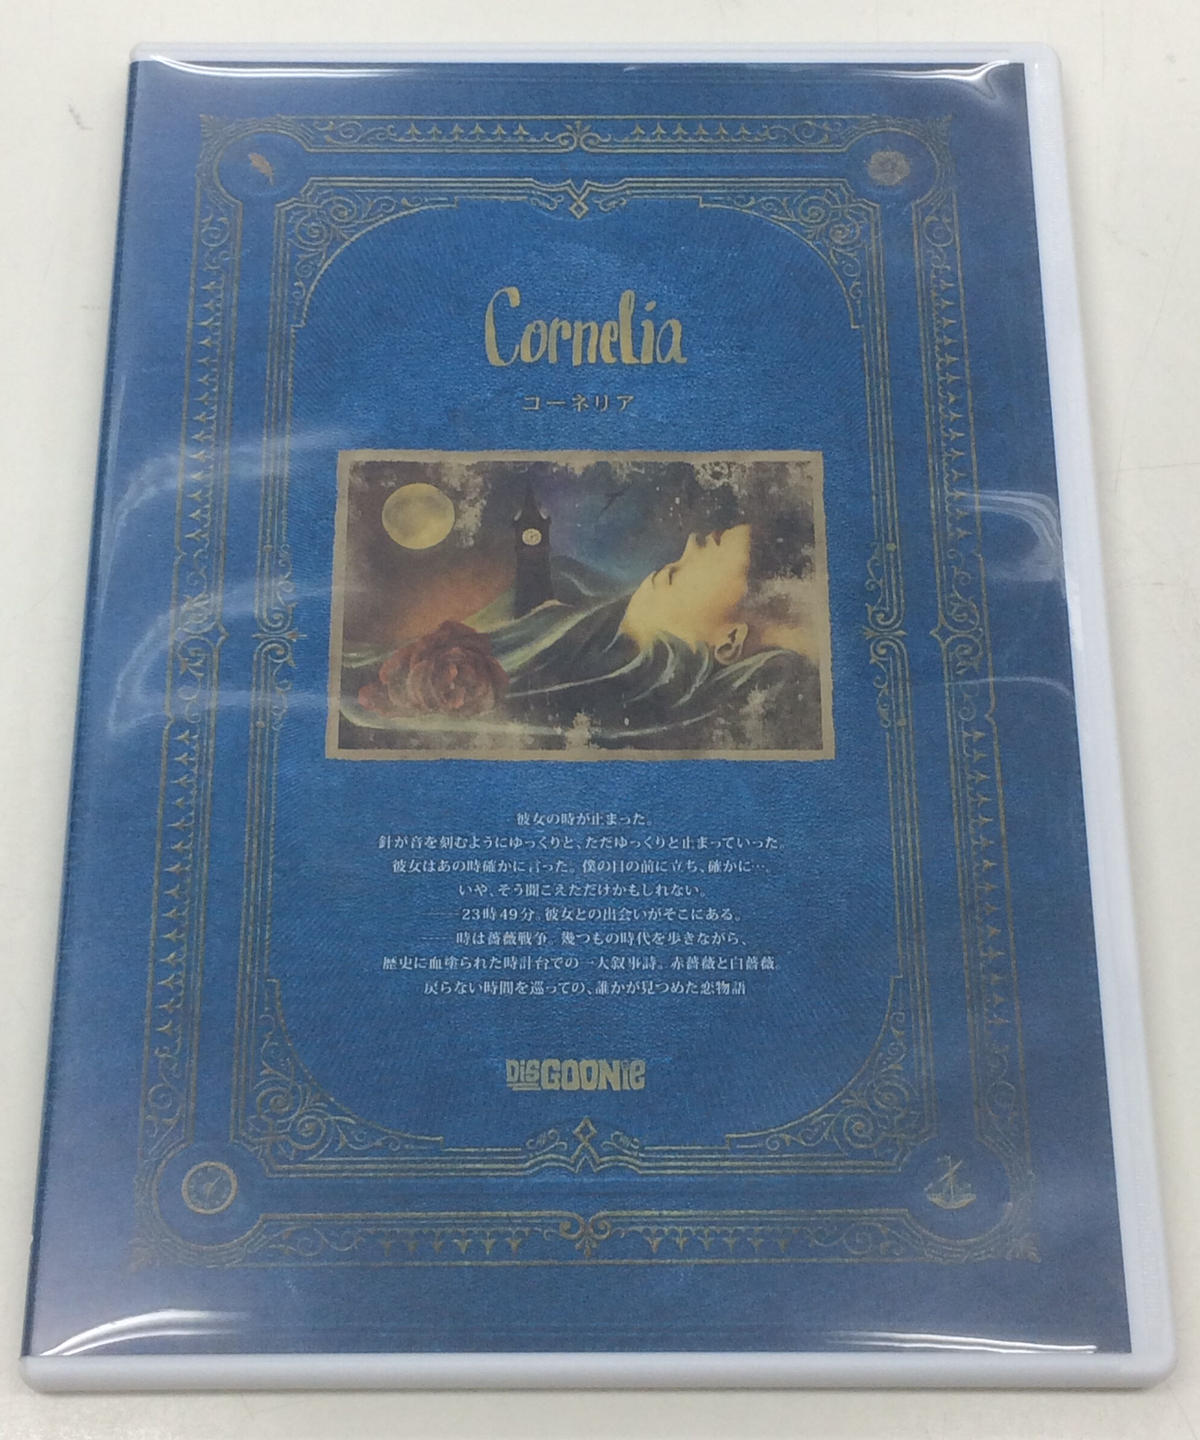 Cornelia
コーネリア
彼女の時が止まった。
針が音を刻むようにゆっくりと、ただゆっくりと止まっていった。
彼女はあの時確かに言った。僕の目の前に立ち、確かに…。
いや、そう聞こえただけかもしれない。
――23時49分。彼女との出会いがそこにある。
――時は薔薇戦争。幾つもの時代を歩きながら、
歴史に血塗られた時計台での一大叙事詩。赤薔薇と白薔薇。
戻らない時間を巡っての、誰かが見つめた恋物語
DisGOONie